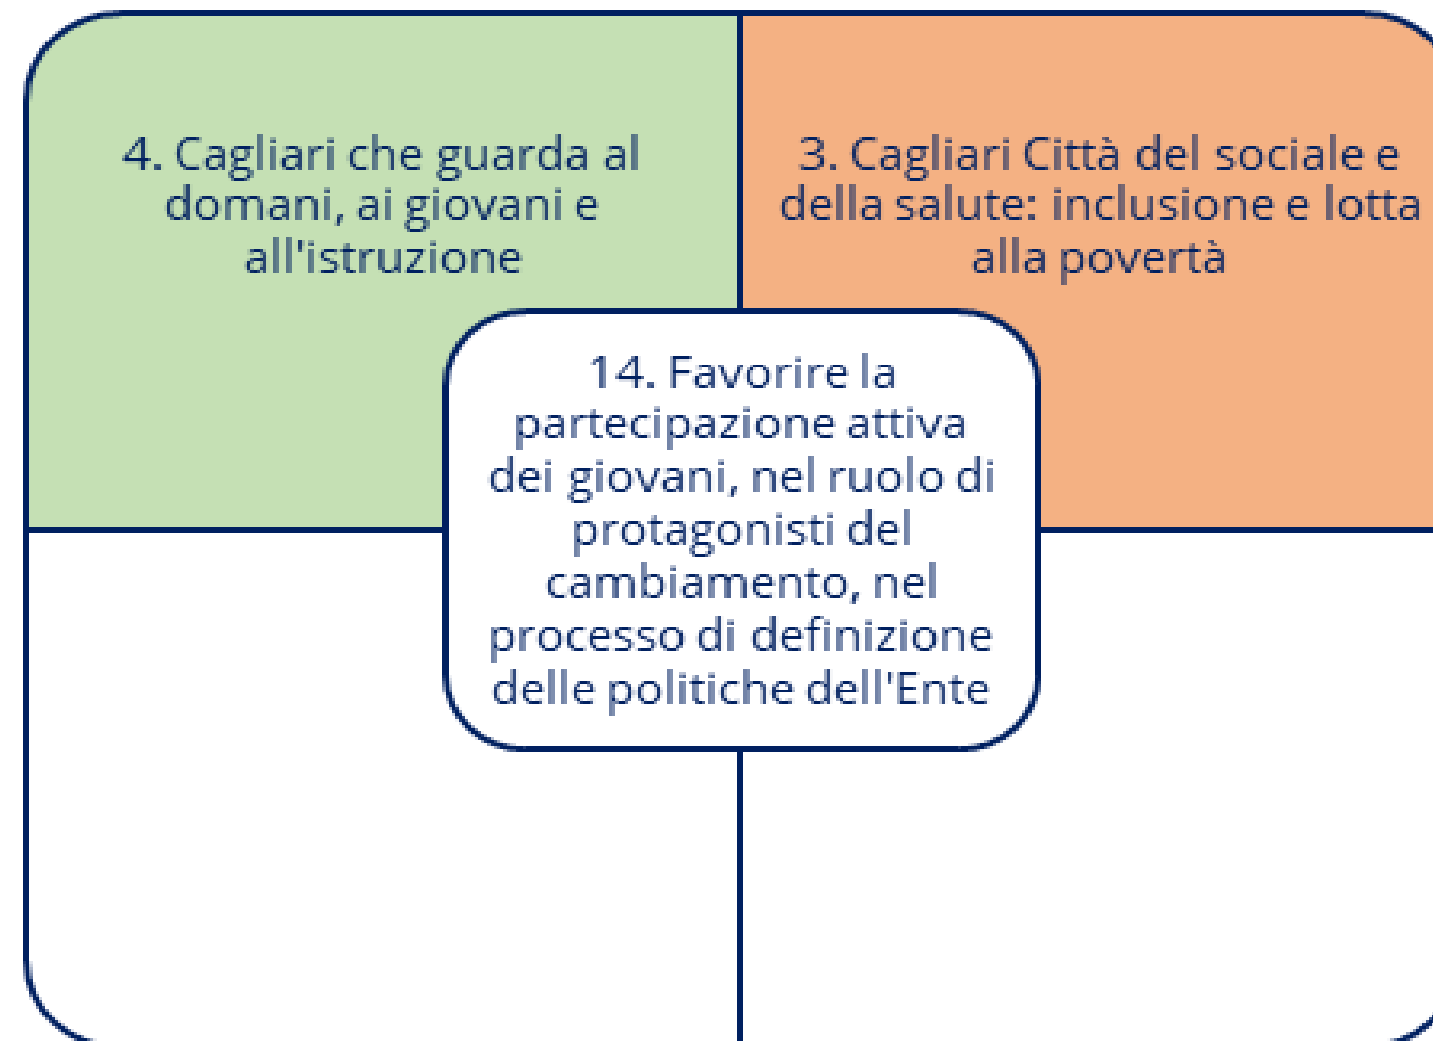 4. Cagliari che guarda al
domani, ai giovani e
all'istruzione
3. Cagliari Città del sociale e
della salute: inclusione e lotta
alla povertà
14. Favorire la
partecipazione attiva
dei giovani, nel ruolo di
protagonisti del
cambiamento, nel
processo di definizione
delle politiche dell'Ente